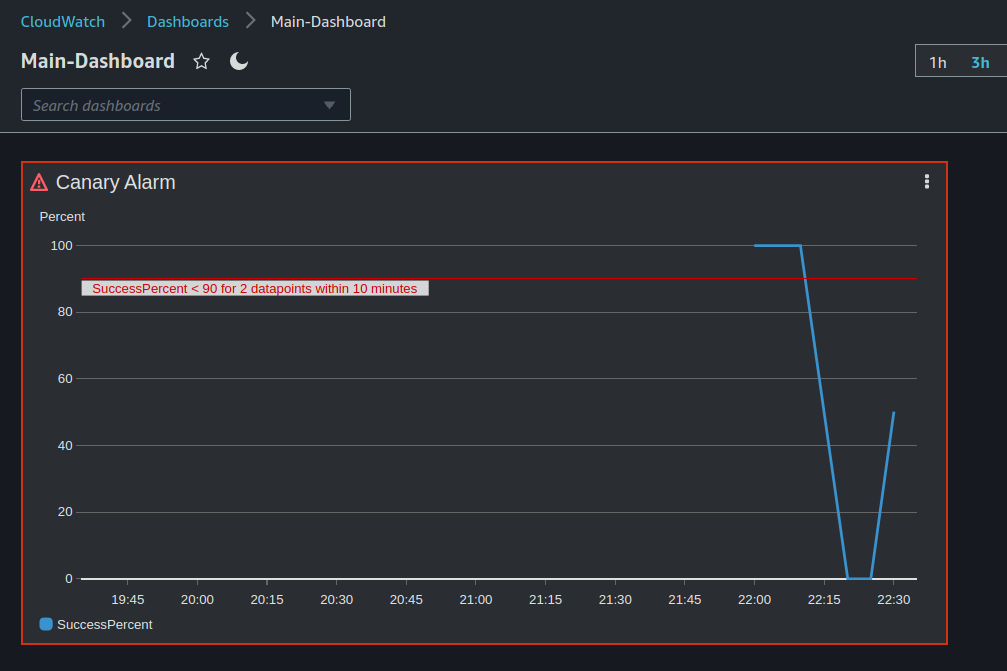 CloudWatch Dashboards Main-Dashboard
Main-Dashboard
1h 3h
Search dashboards
Canary Alarm
Percent
100
SuccessPercent < 90 for 2 datapoints within 10 minutes
80
60
40
20
0
19:45 20:00 20:15 20:30 20:45 21:00 21:15 21:30 21:45 22:00 22:15 22:30
SuccessPercent